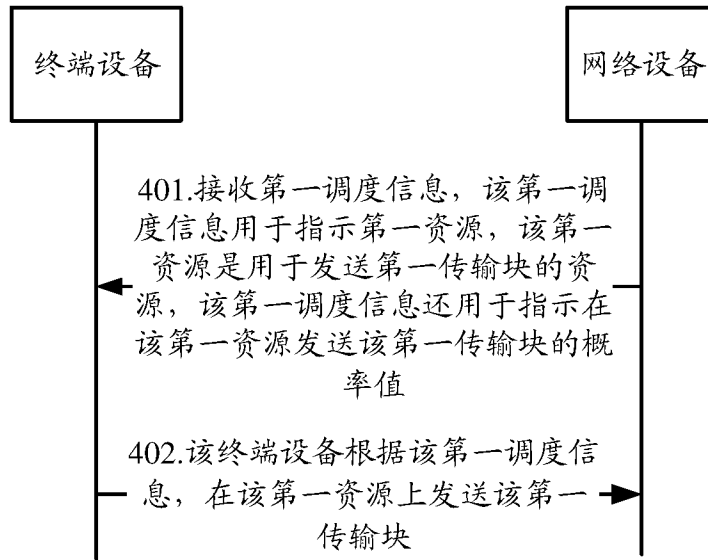 终端设备
网络设备
401.接收第一调度信息，该第一调
度信息用于指示第一资源，该第一
资源是用于发送第一传输块的资
源，该第一调度信息还用于指示在
该第一资源发送该第一传输块的概
率值
402.该终端设备根据该第一调度信
息，在该第一资源上发送该第一
传输块